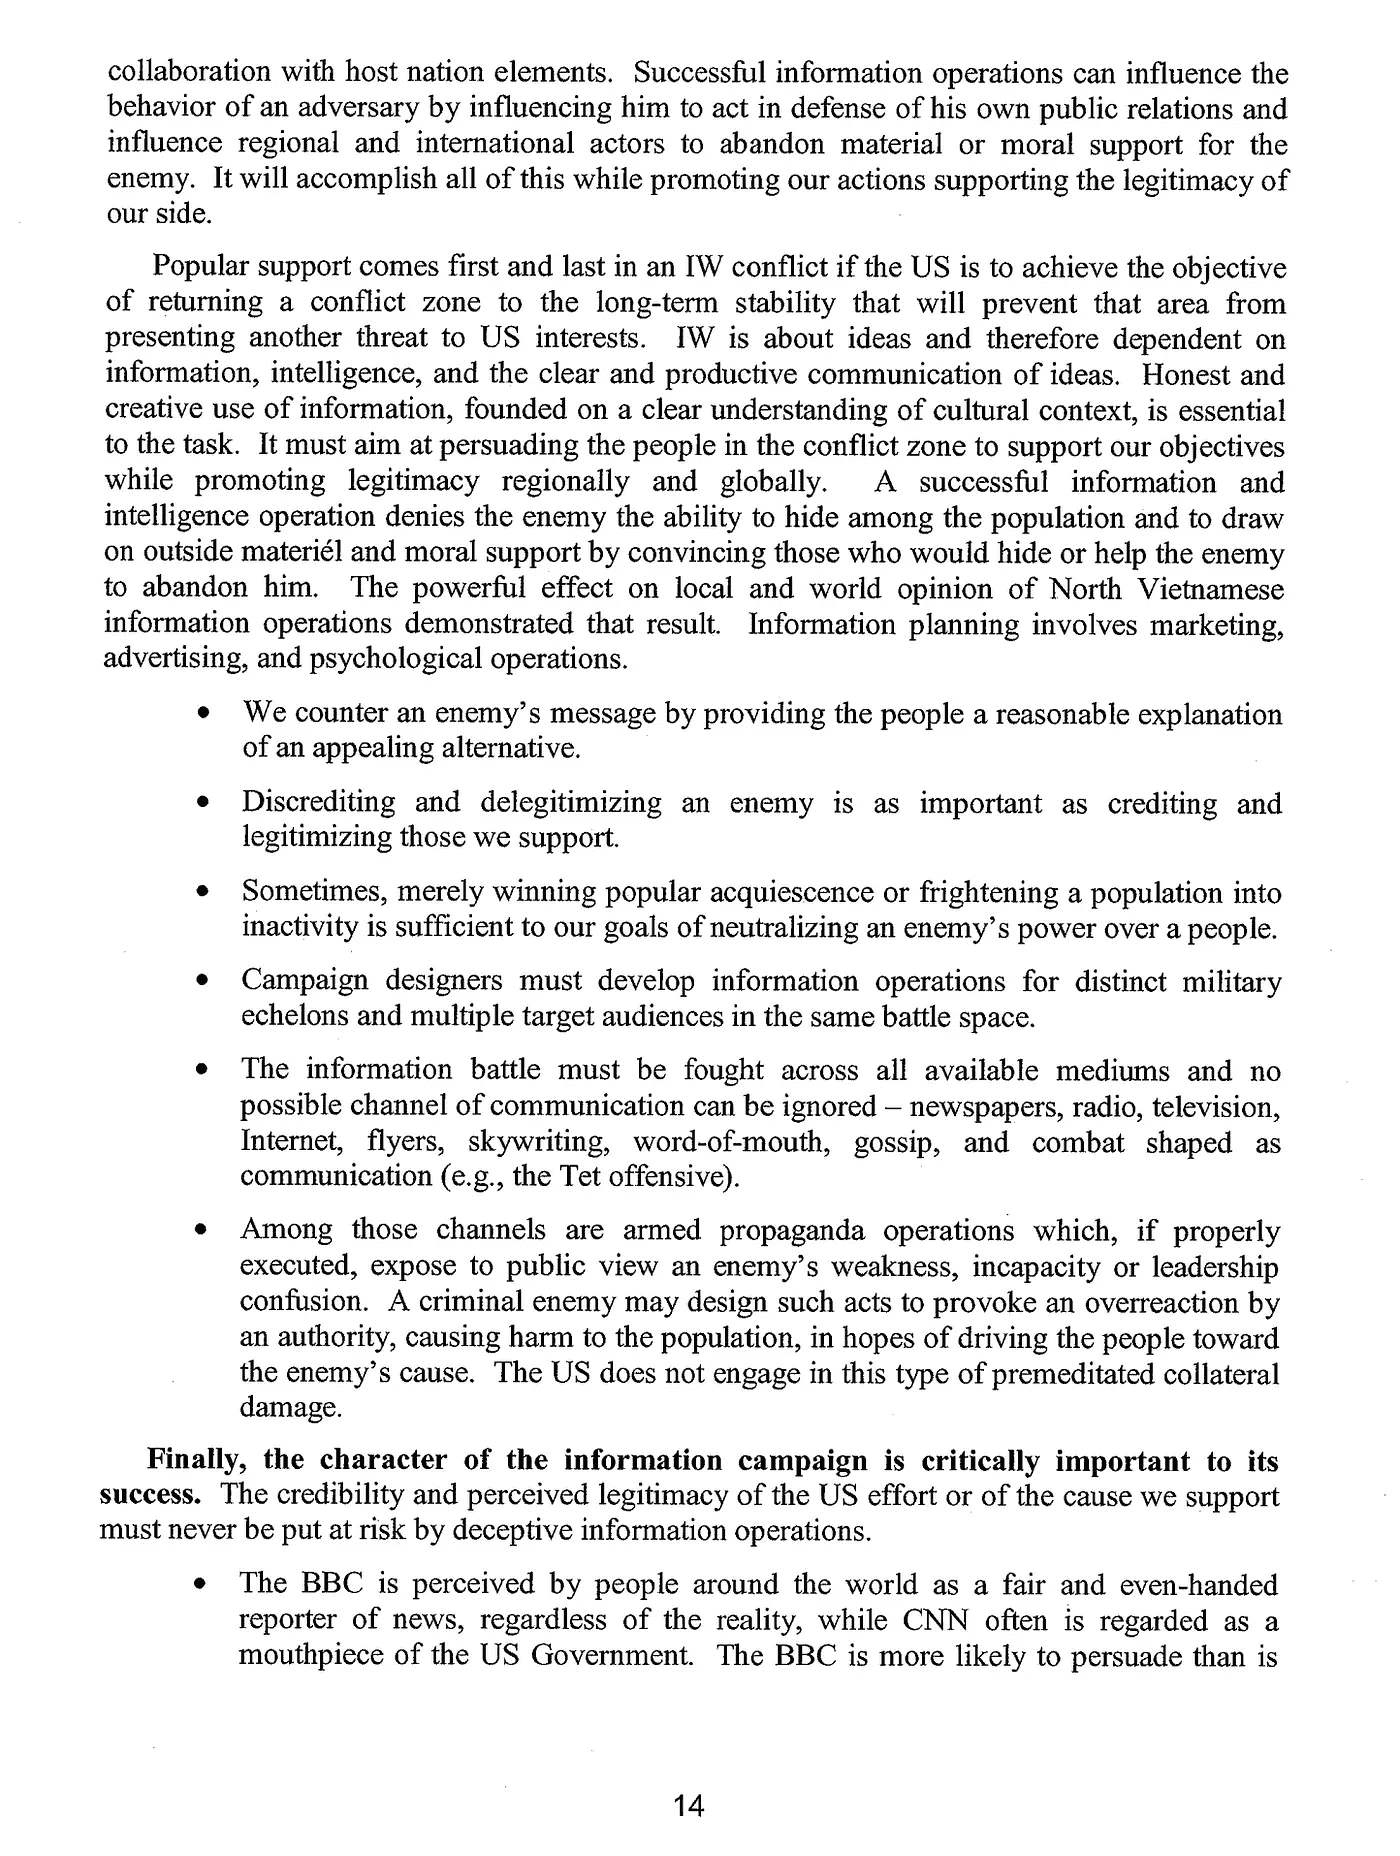 collaboration with host nation elements. Successful information operations can influence the
behavior of an adversary by influencing him to act in defense of his own public relations and
influence regional and international actors to abandon material or moral support for the
enemy. It will accomplish all of this while promoting our actions supporting the legitimacy of
our side.
Popular support comes first and last in an IW conflict if the US is to achieve the objective
of returning a conflict zone to the long-term stability that will prevent that area from
presenting another threat to US interests. IW is about ideas and therefore dependent on
information, intelligence, and the clear and productive communication of ideas. Honest and
creative use of information, founded on a clear understanding of cultural context, is essential
to the task. It must aim at persuading the people in the conflict zone to support our objectives
while promoting legitimacy regionally and globally. A successful information and
intelligence operation denies the enemy the ability to hide among the population and to draw
on outside materiél and moral support by convincing those who would hide or help the enemy
to abandon him. The powerful effect on local and world opinion of North Vietnamese
information operations demonstrated that result. Information planning involves marketing,
advertising, and psychological operations.
• We counter an enemy's message by providing the people a reasonable explanation
of an appealing alternative.
• Discrediting and delegitimizing an enemy is as important as crediting and
legitimizing those we support.
• Sometimes, merely winning popular acquiescence or frightening a population into
inactivity is sufficient to our goals of neutralizing an enemy's power over a people.
• Campaign designers must develop information operations for distinct military
echelons and multiple target audiences in the same battle space.
• The information battle must be fought across all available mediums and no
possible channel of communication can be ignored – newspapers, radio, television,
Internet, flyers, skywriting, word-of-mouth, gossip, and combat shaped as
communication (e.g., the Tet offensive).
• Among those channels are armed propaganda operations which, if properly
executed, expose to public view an enemy's weakness, incapacity or leadership
confusion. A criminal enemy may design such acts to provoke an overreaction by
an authority, causing harm to the population, in hopes of driving the people toward
the enemy's cause. The US does not engage in this type of premeditated collateral
damage.
Finally, the character of the information campaign is critically important to its
success. The credibility and perceived legitimacy of the US effort or of the cause we support
must never be put at risk by deceptive information operations.
• The BBC is perceived by people around the world as a fair and even-handed
reporter of news, regardless of the reality, while CNN often is regarded as a
mouthpiece of the US Government. The BBC is more likely to persuade than is
14